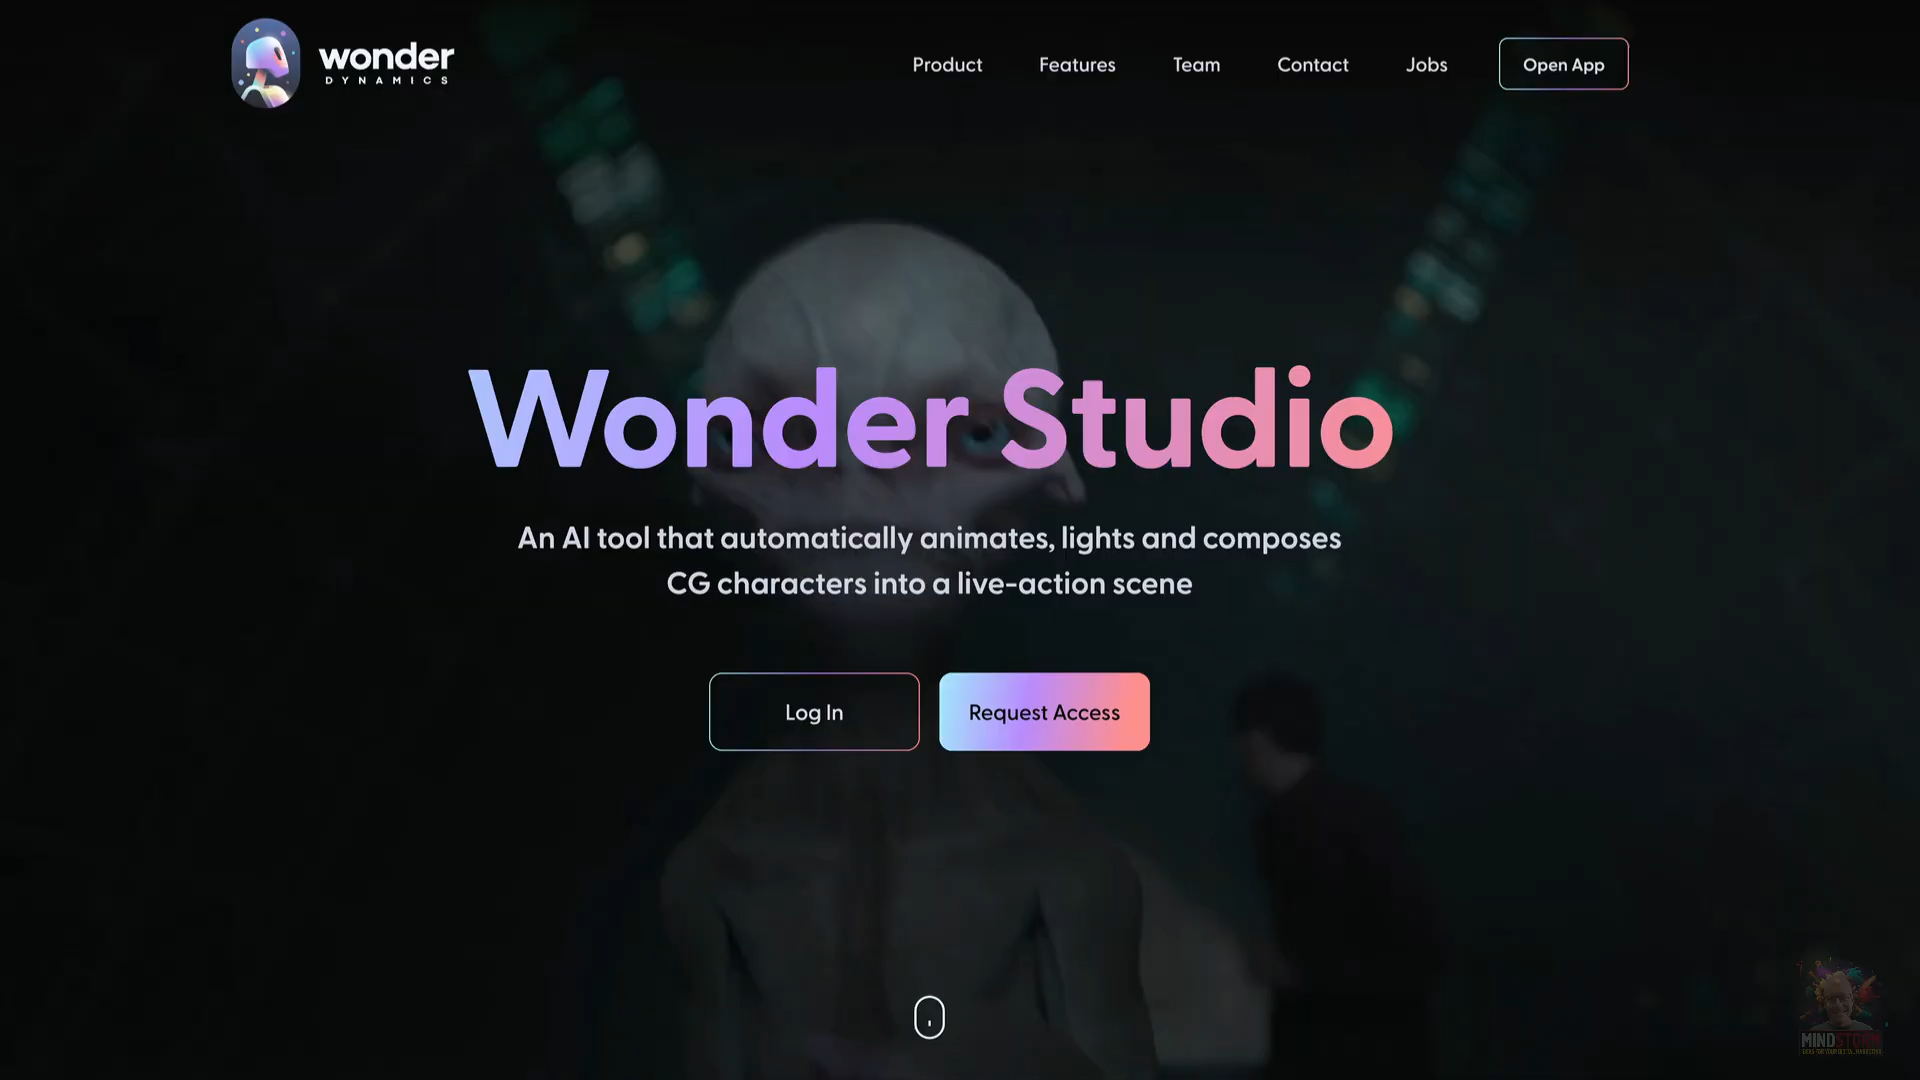 wonder
DYNAMICS
Product
Features
Team
Contact
Jobs
Open App
Wonder Studio
An AI tool that automatically animates, lights and composes
CG characters into a live-action scene
Log In
Request Access
MINDSTORM